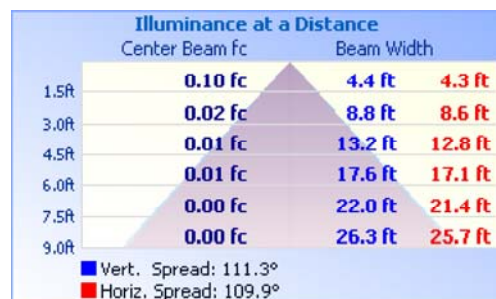 Illuminance at a Distance
Center Beam fc Beam Width
1.5ft 0.10 fc 4.4 ft 4.3 ft
3.0ft 0.02 fc 8.8 ft 8.6 ft
4.5ft 0.01 fc 13.2 ft 12.8 ft
6.0ft 0.01 fc 17.6 ft 17.1 ft
7.5ft 0.00 fc 22.0 ft 21.4 ft
9.0ft 0.00 fc 26.3 ft 25.7 ft
Vert. Spread: 111.3º
Horiz. Spread: 109.9º